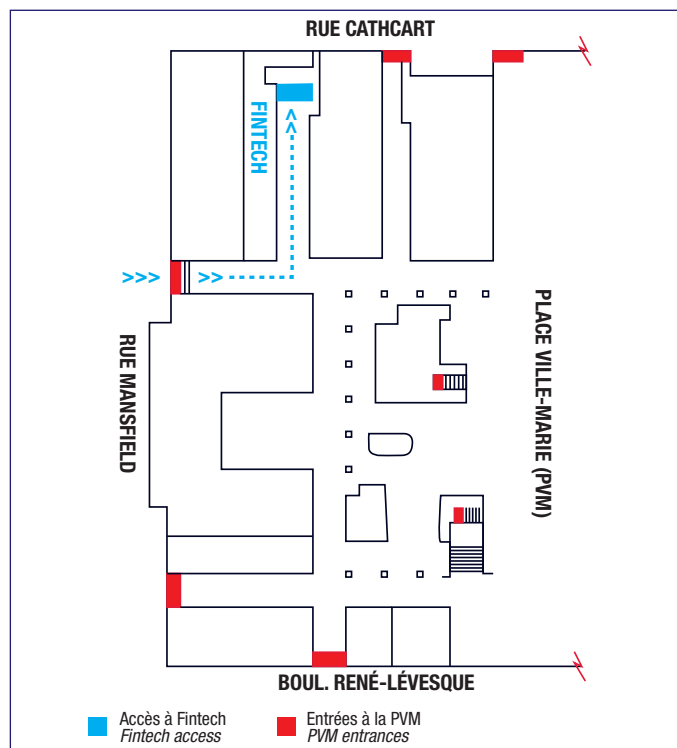 RUE CATHCART
FINTECH
>>
>>> >>
RUE MANSFIELD
PLACE VILLE-MARIE (PVM)
BOUL. RENÉ-LÉVESQUE
Accès à Fintech
Fintech access
Entrées à la PVM
PVM entrances